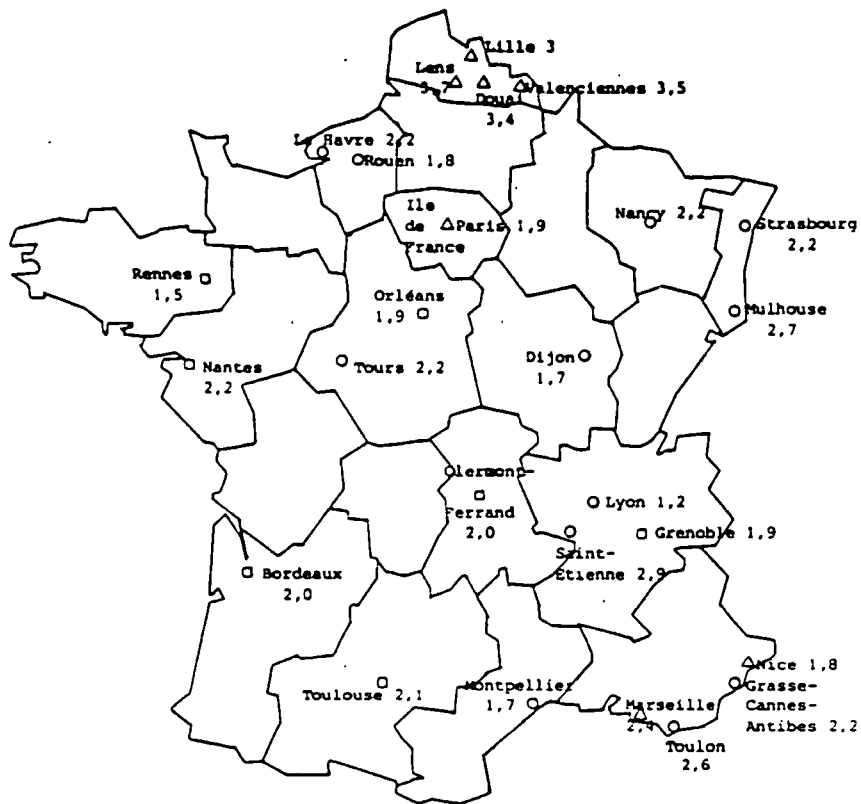 Lille 3
Lens
3,7
Douai
3,4
Valenciennes 3,5
Le Havre 2,2
Rouen 1,8
Ile
de
France
Paris 1,9
Nancy 2,2
Strasbourg
2,2
Rennes
1,5
Orléans
1,9
Mulhouse
2,7
Nantes
2,2
Tours 2,2
Dijon
1,7
Clermont-
Ferrand
2,0
Lyon 1,2
Grenoble 1,9
Saint-
Etienne 2,9
Bordeaux
2,0
Toulouse 2,1
Montpellier
1,7
Nice 1,8
Grasse-
Cannes-
Antibes 2,2
Marseille
2,4
Toulon
2,6